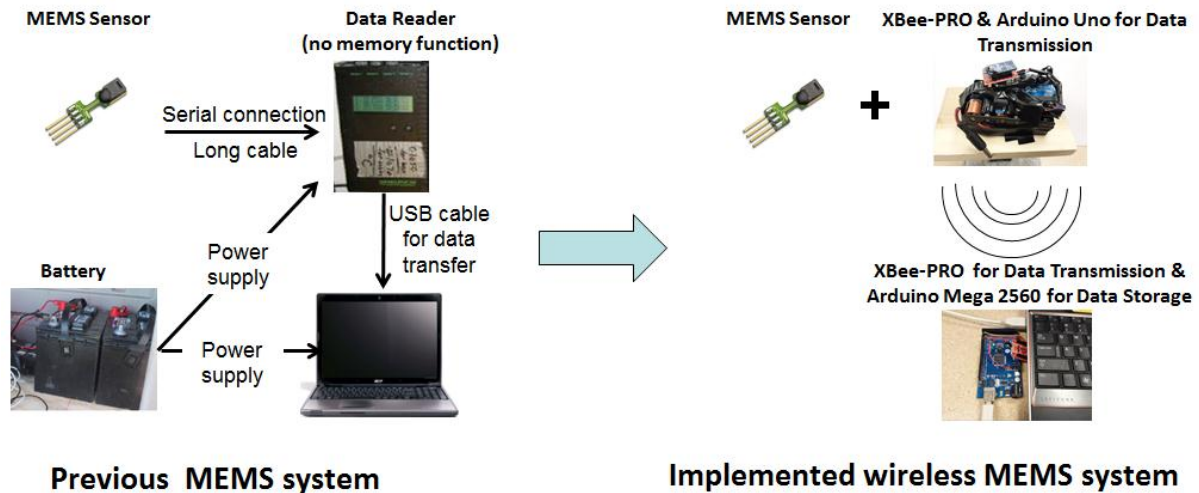 MEMS Sensor
Data Reader
(no memory function)
Serial connection
Long cable
Power
supply
USB cable
for data
transfer
Battery
Power
supply
Previous MEMS system
MEMS Sensor
XBee-PRO & Arduino Uno for Data
Transmission
+
XBee-PRO for Data Transmission &
Arduino Mega 2560 for Data Storage
Implemented wireless MEMS system